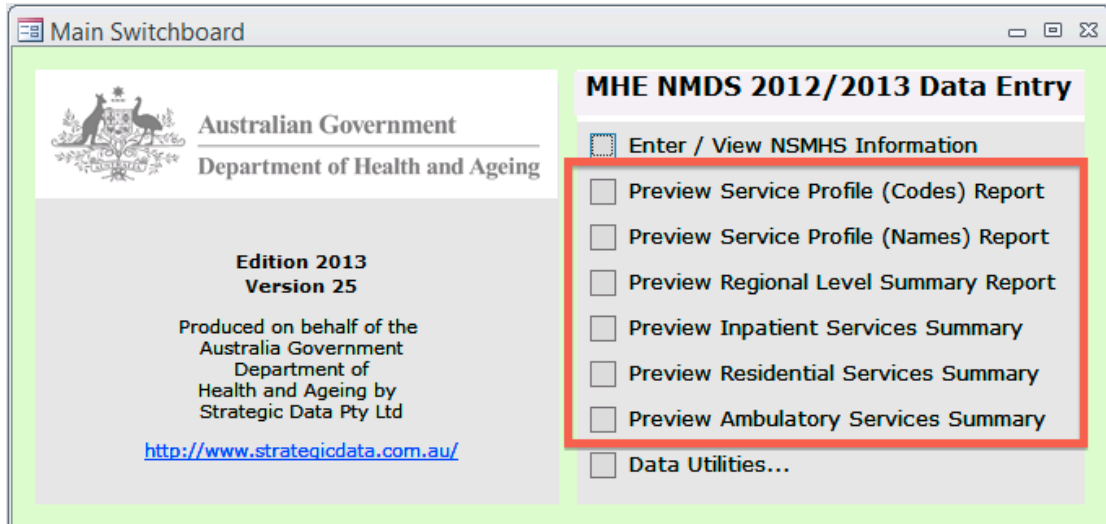 Main Switchboard
Australian Government
Department of Health and Ageing
Edition 2013
Version 25
Produced on behalf of the
Australia Government
Department of
Health and Ageing by
Strategic Data Pty Ltd
http://www.strategicdata.com.au/
MHE NMDS 2012/2013 Data Entry
Enter / View NSMHS Information
Preview Service Profile (Codes) Report
Preview Service Profile (Names) Report
Preview Regional Level Summary Report
Preview Inpatient Services Summary
Preview Residential Services Summary
Preview Ambulatory Services Summary
Data Utilities...